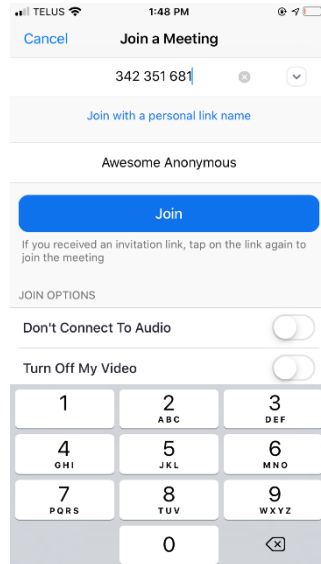 TELUS 1:48 PM
Cancel Join a Meeting
342 351 681
Join with a personal link name
Awesome Anonymous
Join
If you received an invitation link, tap on the link again to
join the meeting
JOIN OPTIONS
Don't Connect To Audio
Turn Off My Video
1 2 3
ABC DEF
4 5 6
GHI JKL MNO
7 8 9
PQRS TUV WXYZ
0